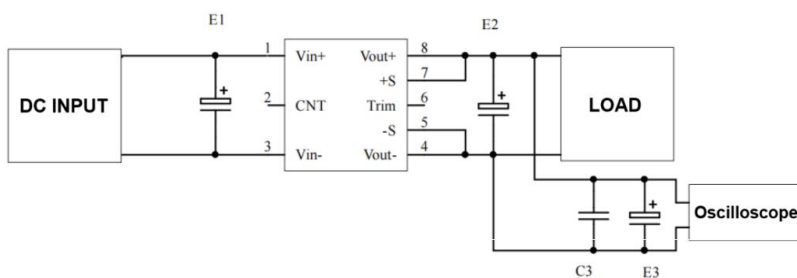 E1
E2
DC INPUT
1 Vin+ Vout+ 8
+S 7
2 CNT Trim 6
-S 5
3 Vin- Vout- 4
+
+
LOAD
+
Oscilloscope
C3 E3